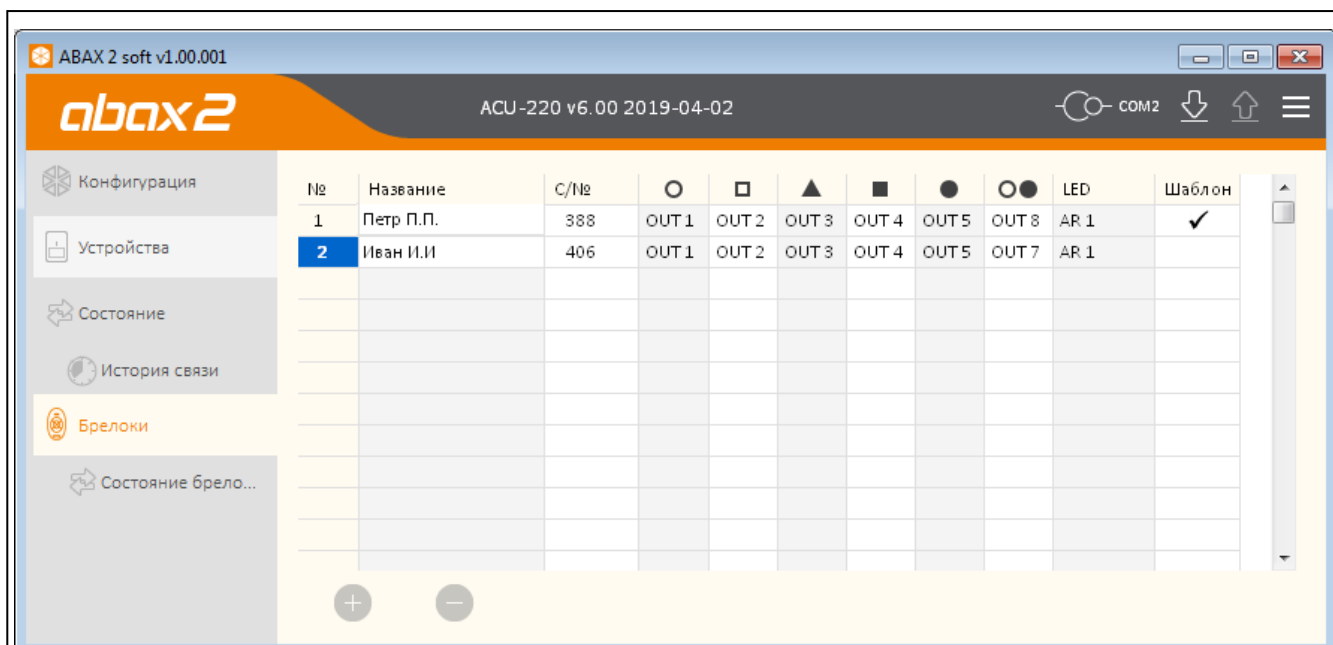 ABAX 2 soft v1.00.001
abax2 ACU-220 v6.00 2019-04-02 COM2
Конфигурация
Устройства
Состояние
История связи
Брелоки
Состояние брело...
№ Название С/№ LED Шаблон
1 Петр П.П. 388 OUT 1 OUT 2 OUT 3 OUT 4 OUT 5 OUT 8 AR 1
2 Иван И.И 406 OUT 1 OUT 2 OUT 3 OUT 4 OUT 5 OUT 7 AR 1